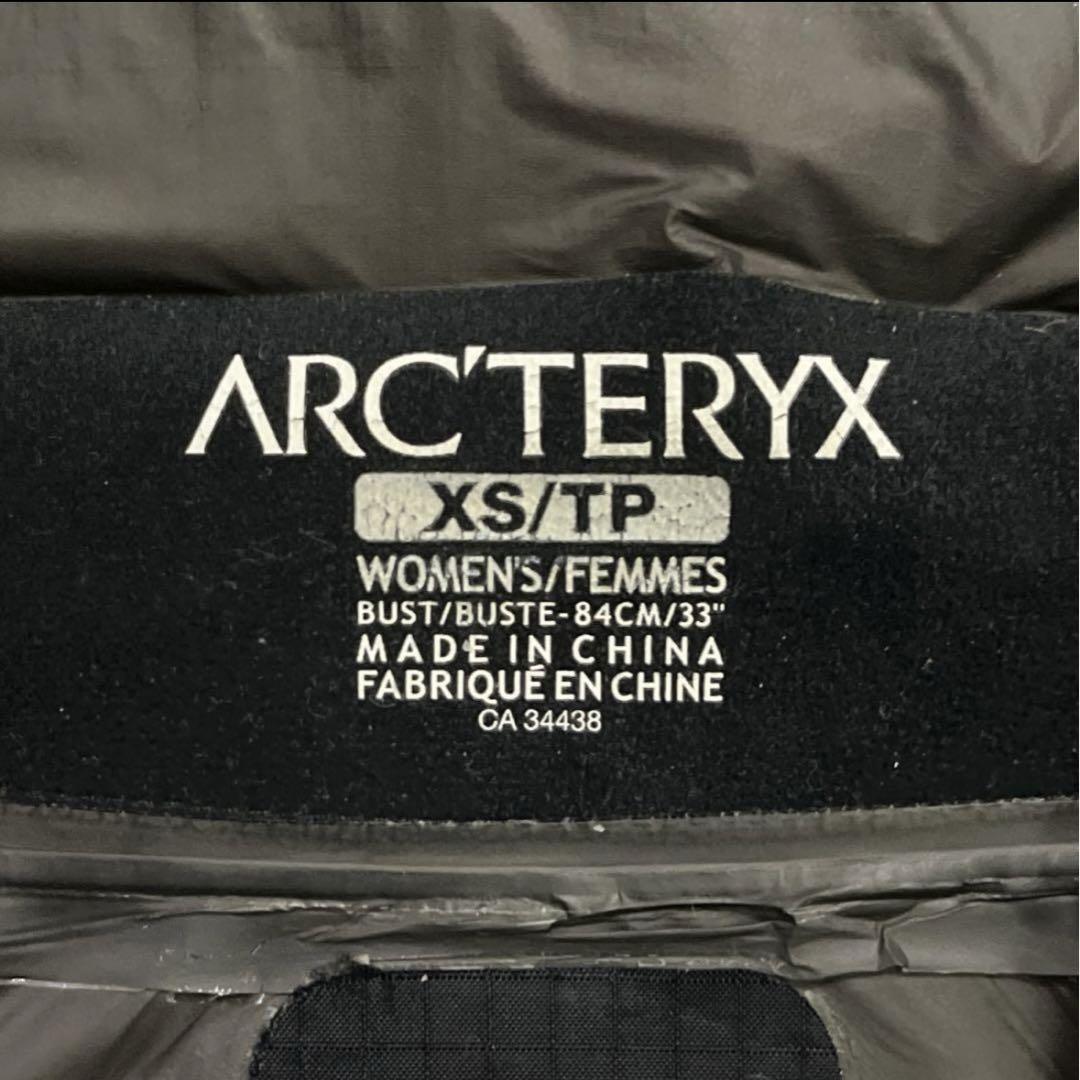 ARC'TERYX
XS/TP
WOMEN'S/FEMMES
BUST/BUSTE-84CM/33"
MADE IN CHINA
FABRIQUÉ EN CHINE
CA 34438